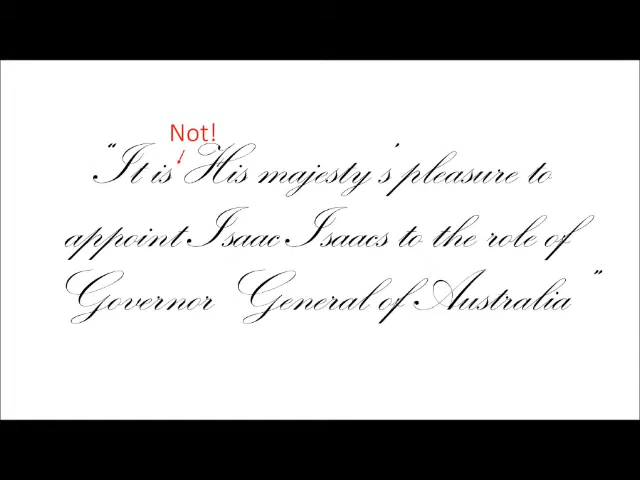 Not!
"It is His majesty's pleasure to
appoint Isaac Isaacs to the role of
Governor General of Australia "